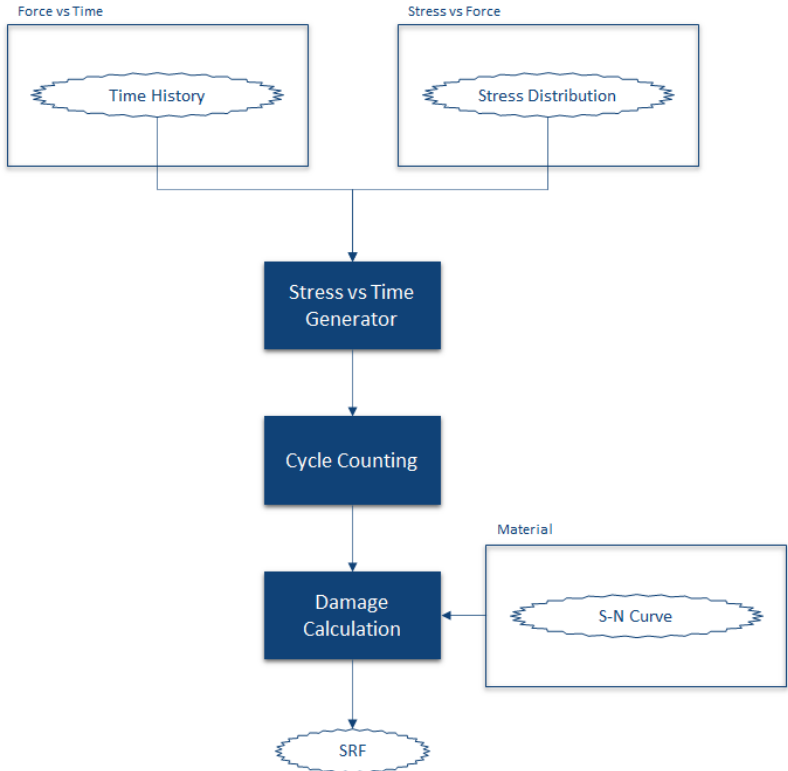 Force vs Time
Stress vs Force
Time History
Stress Distribution
Stress vs Time
Generator
Cycle Counting
Material
Damage
Calculation
S-N Curve
SRF